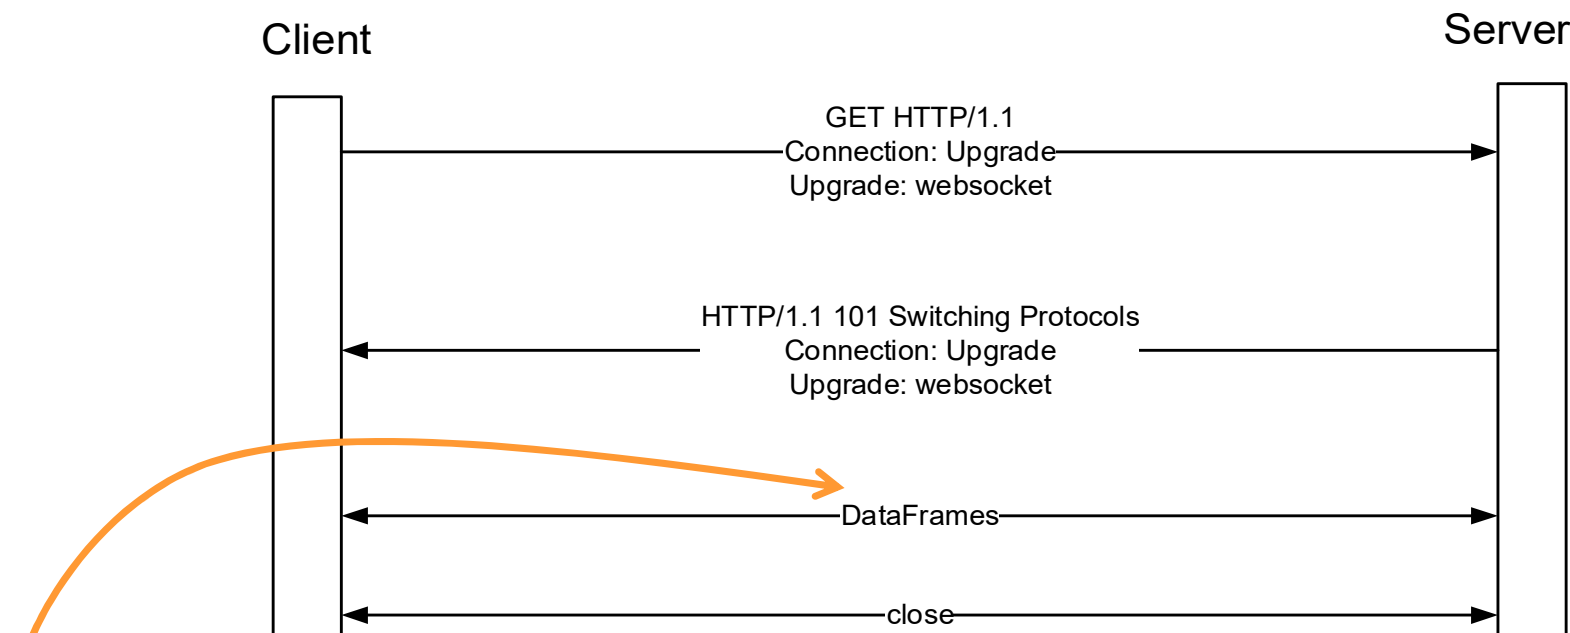 Client
Server
GET HTTP/1.1
Connection: Upgrade
Upgrade: websocket
HTTP/1.1 101 Switching Protocols
Connection: Upgrade
Upgrade: websocket
DataFrames
close